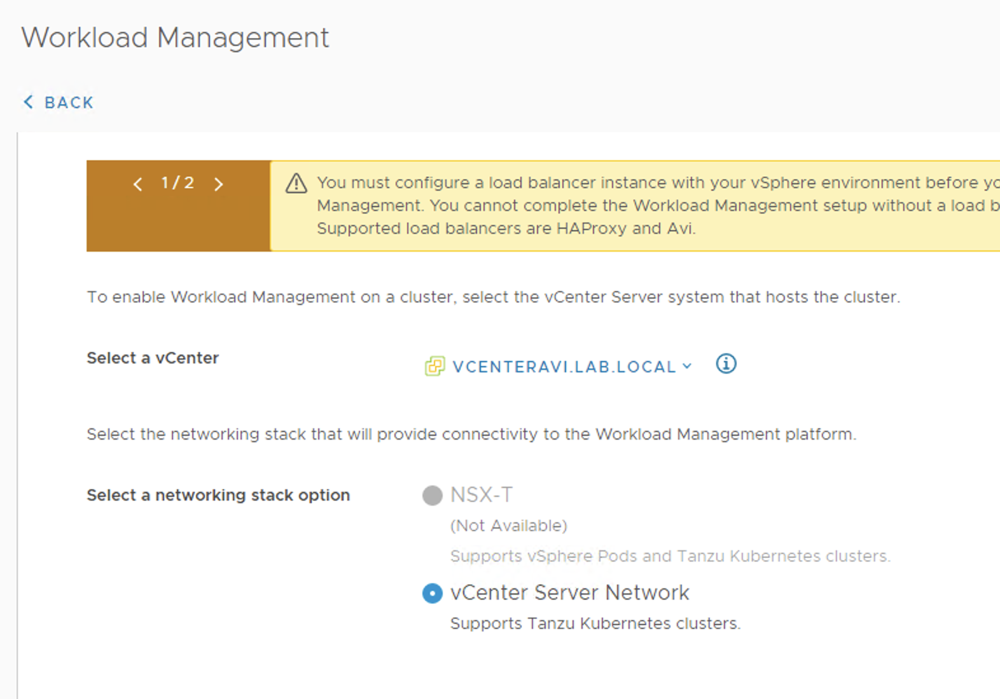 Workload Management
BACK
1 / 2
You must configure a load balancer instance with your vSphere environment before
Management. You cannot complete the Workload Management setup without a load
Supported load balancers are HAProxy and Avi.
To enable Workload Management on a cluster, select the vCenter Server system that hosts the cluster.
Select a vCenter
VCENTERAVI.LAB.LOCAL
Select the networking stack that will provide connectivity to the Workload Management platform.
Select a networking stack option
NSX-T
(Not Available)
Supports vSphere Pods and Tanzu Kubernetes clusters.
vCenter Server Network
Supports Tanzu Kubernetes clusters.